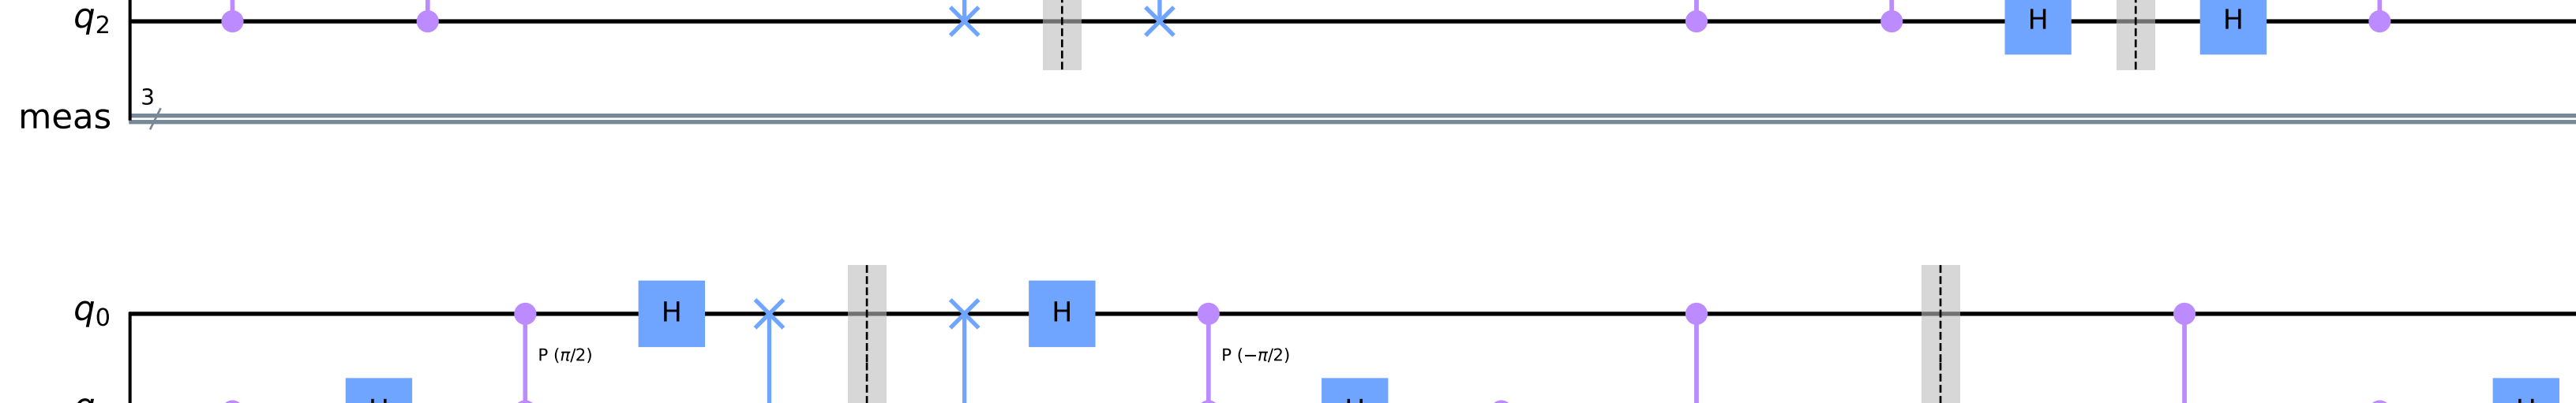 q₂ H H
3
meas
q₀ H H
P (π/2) P (−π/2)